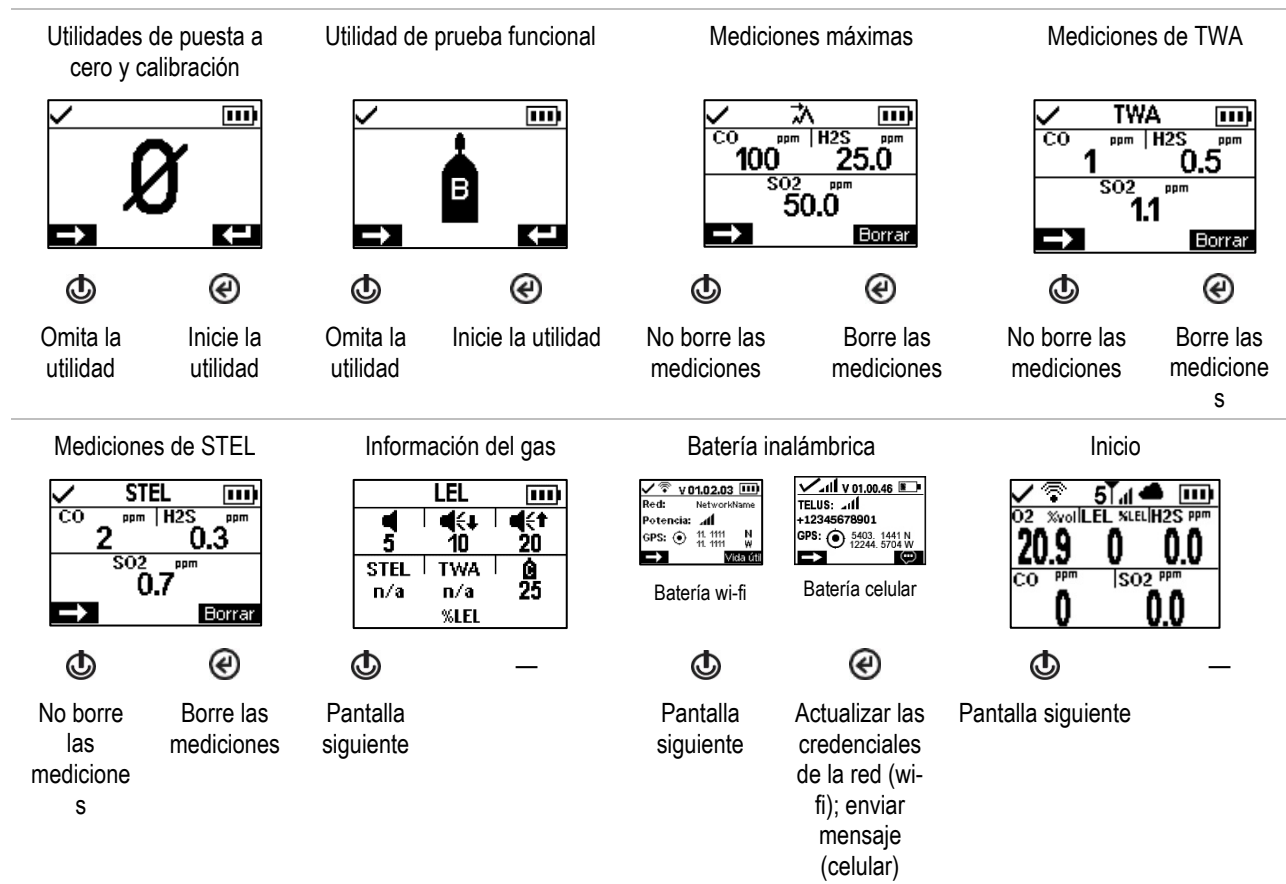 Utilidades de puesta a
cero y calibración
Utilidad de prueba funcional
Mediciones máximas
Mediciones de TWA
B
CO ppm H2S ppm
100 25.0
SO2 ppm
50.0
Borrar
TWA
CO ppm H2S ppm
1 0.5
SO2 ppm
1.1
Borrar
Omita la
utilidad
Inicie la
utilidad
Omita la
utilidad
Inicie la utilidad
No borre las
mediciones
Borre las
mediciones
No borre las
mediciones
Borre las
medicione
s
Mediciones de STEL
Información del gas
Batería inalámbrica
Inicio
STEL
CO ppm H2S ppm
2 0.3
SO2 ppm
0.7
Borrar
LEL
5 10 20
STEL TWA C
n/a n/a 25
%LEL
V 01.02.03
Red: NetworkName
Potencia:
GPS: 11. 1111 N
11. 1111 W
Vida útil
Batería wi-fi
V 01.00.46
TELUS:
+12345678901
GPS: 5403. 1441 N
12244. 5704 W
Batería celular
5
O2 %vol LEL %LEL H2S ppm
20.9 0 0.0
CO ppm SO2 ppm
0 0.0
No borre
las
medicione
s
Borre las
mediciones
Pantalla
siguiente
—
Pantalla
siguiente
Actualizar las
credenciales
de la red (wi-
fi); enviar
mensaje
(celular)
Pantalla siguiente
—